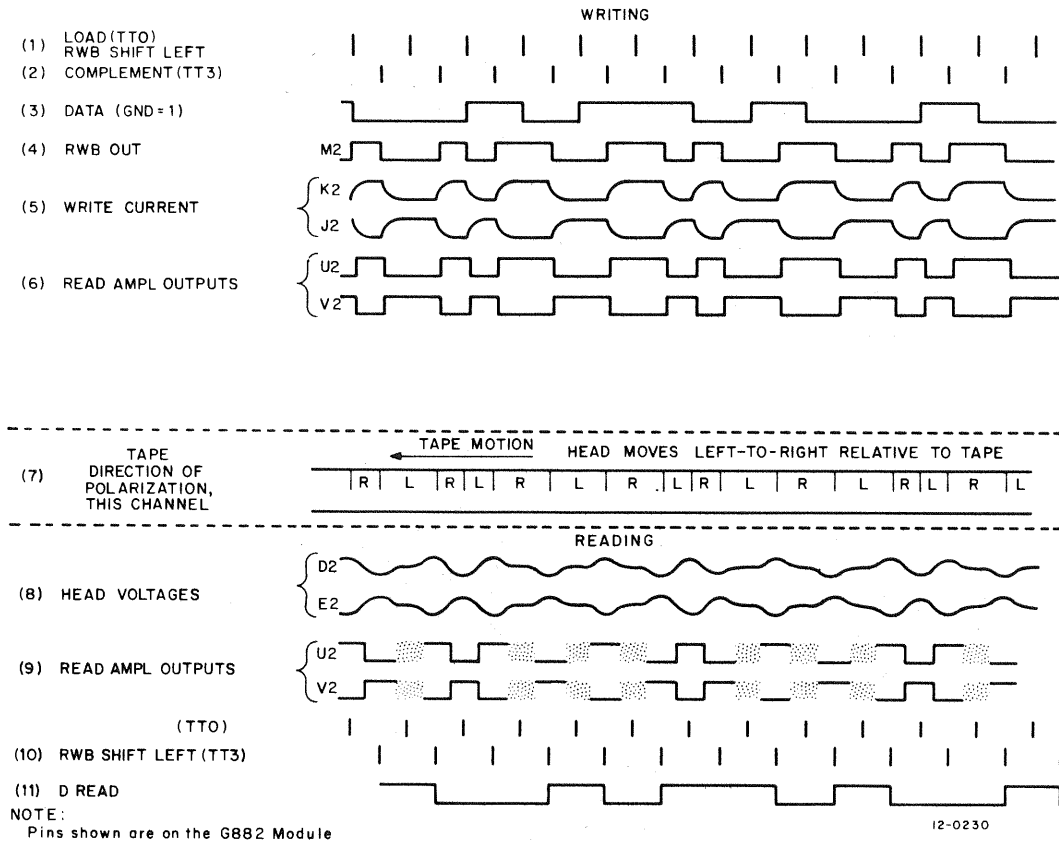 WRITING
(1) LOAD (TTO)
RWB SHIFT LEFT
(2) COMPLEMENT (TT3)
(3) DATA (GND=1)
(4) RWB OUT M2
K2
(5) WRITE CURRENT
J2
U2
(6) READ AMPL OUTPUTS
V2
TAPE MOTION HEAD MOVES LEFT-TO-RIGHT RELATIVE TO TAPE
(7) TAPE
DIRECTION OF
POLARIZATION,
THIS CHANNEL
R L R L R L R L R L R L R L R L
READING
D2
(8) HEAD VOLTAGES
E2
U2
(9) READ AMPL OUTPUTS
V2
(TTO)
(10) RWB SHIFT LEFT (TT3)
(11) D READ
NOTE:
Pins shown are on the G882 Module
12-0230